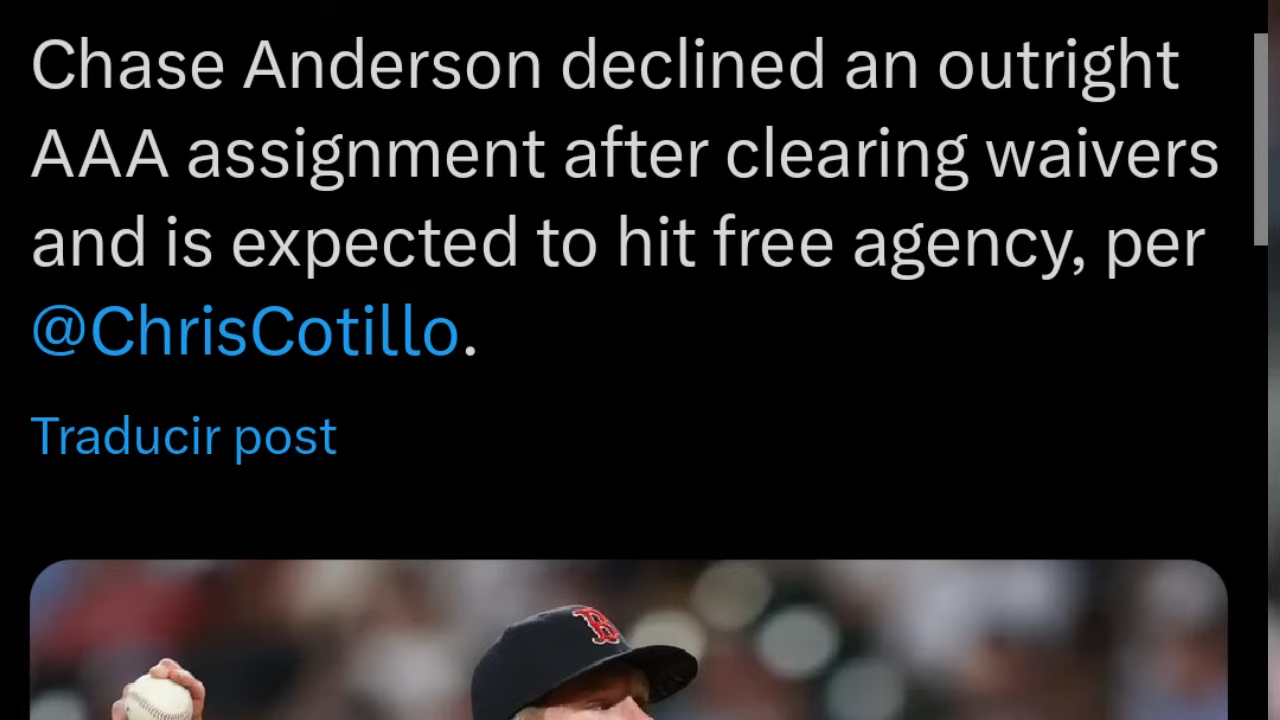 Chase Anderson declined an outright
AAA assignment after clearing waivers
and is expected to hit free agency, per
@ChrisCotillo.
Traducir post
B